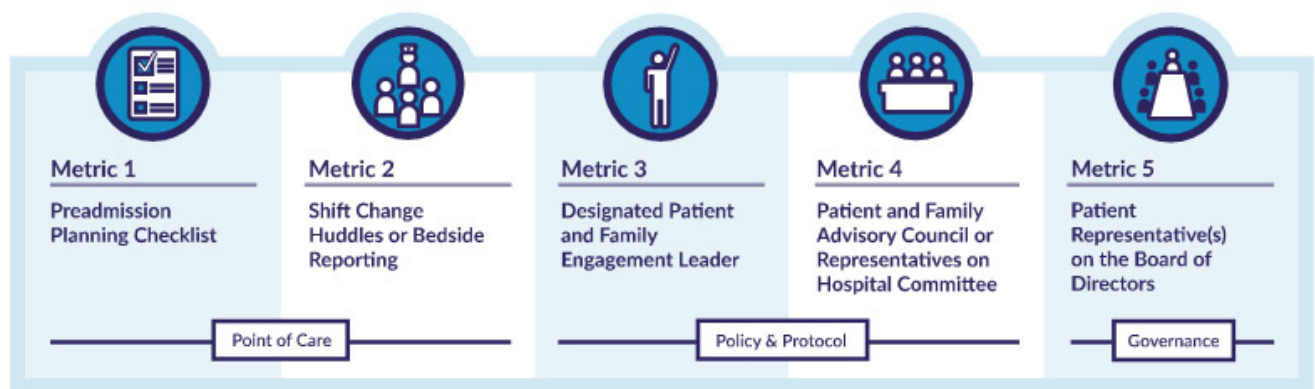 Metric 1
Preadmission
Planning Checklist
Metric 2
Shift Change
Huddles or Bedside
Reporting
Metric 3
Designated Patient
and Family
Engagement Leader
Metric 4
Patient and Family
Advisory Council or
Representatives on
Hospital Committee
Metric 5
Patient
Representative(s)
on the Board of
Directors
Point of Care
Policy & Protocol
Governance